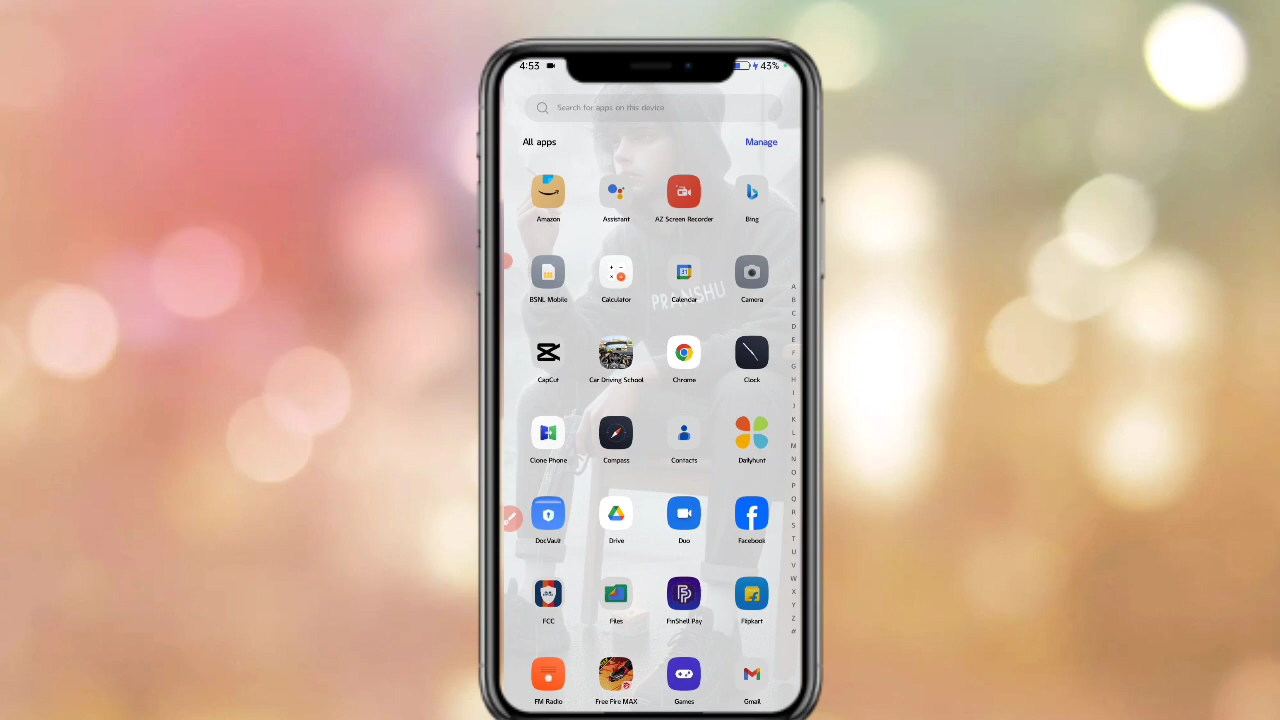 4:53
43%
Search for apps on this device
All apps
Manage
Amazon
Assistant
AZ Screen Recorder
Bing
BSNL Mobile
Calculator
Calendar
Camera
PRANSHU
CapCut
Car Driving School
Chrome
Clock
Clone Phone
Compass
Contacts
Dailyhunt
DocVault
Drive
Duo
Facebook
FCC
Files
FinShell Pay
Flipkart
FM Radio
Free Fire MAX
Games
Gmail
A
B
C
D
E
F
G
H
I
J
K
L
M
N
O
P
Q
R
S
T
U
V
W
X
Y
Z
#